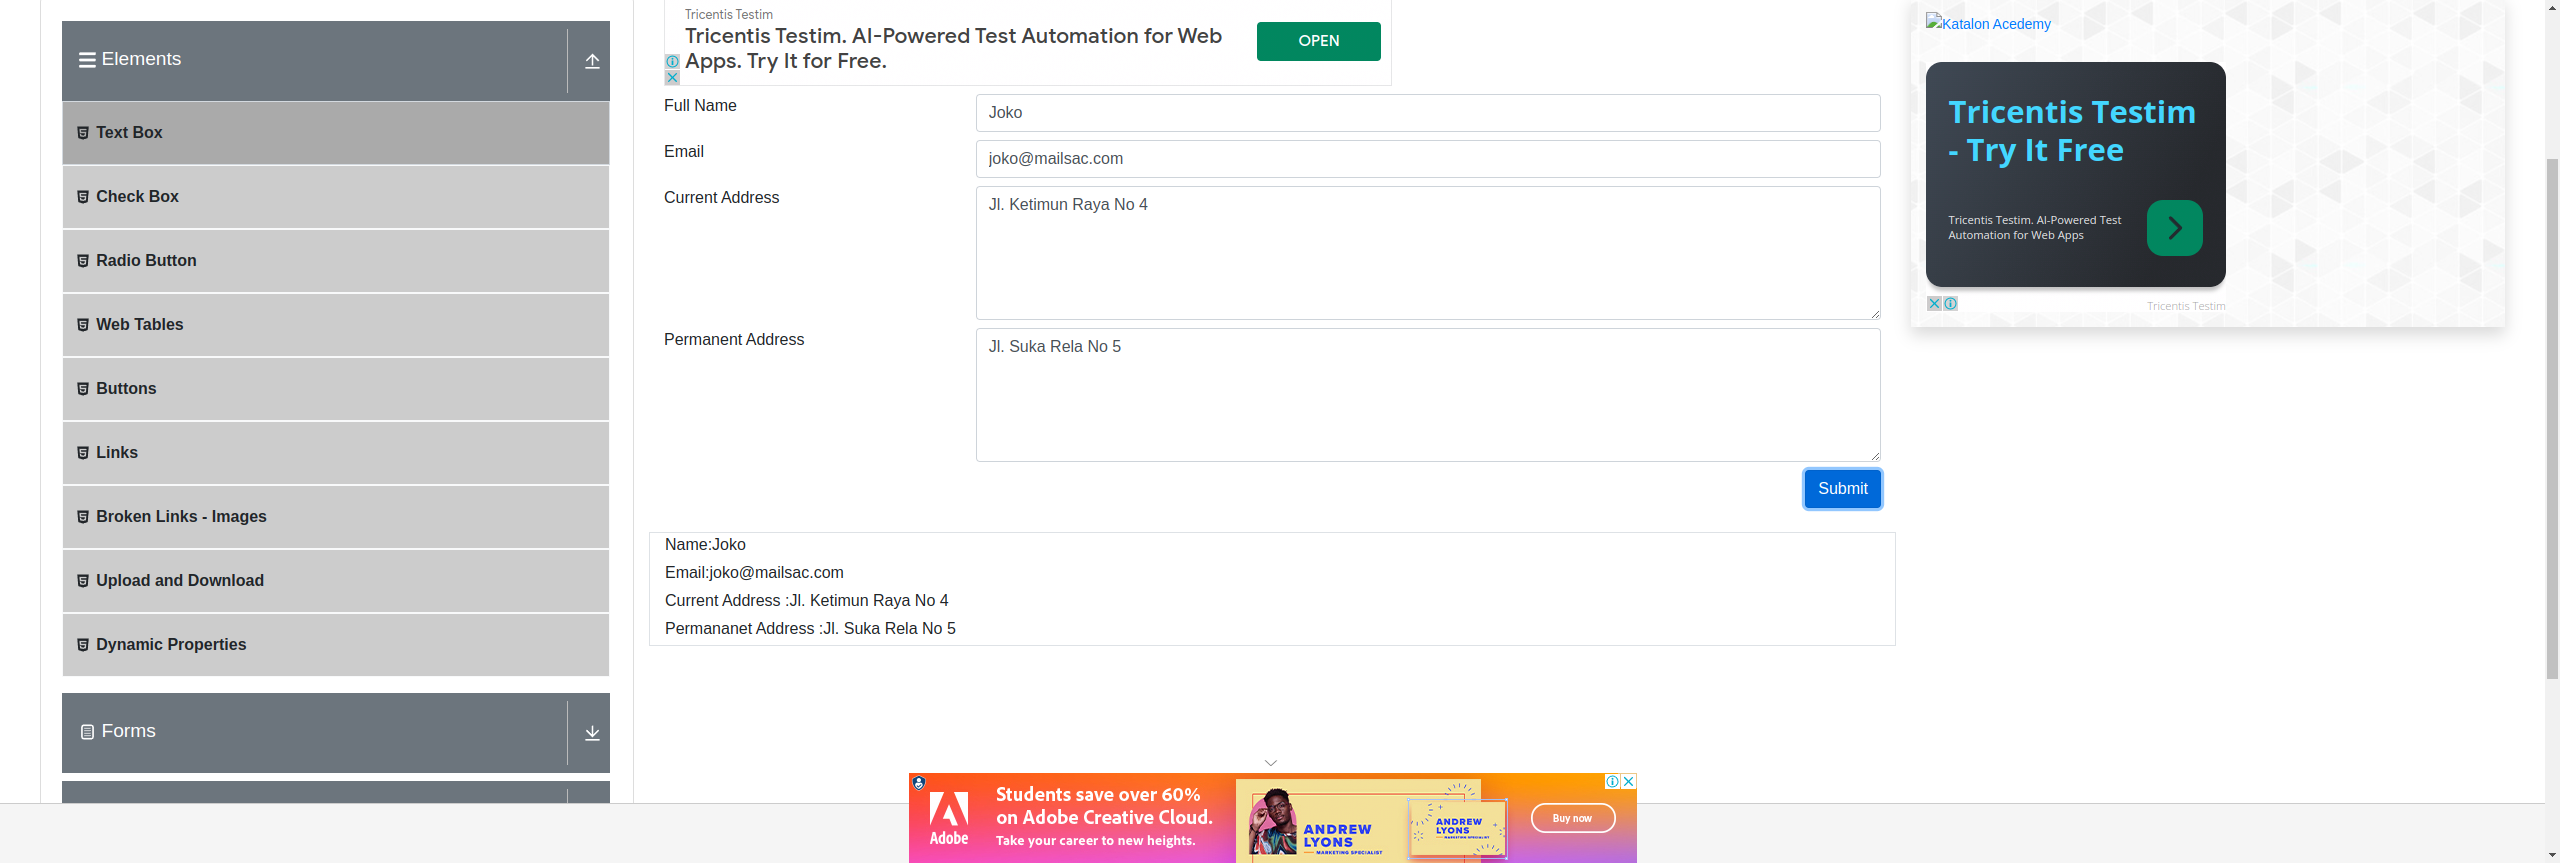 Elements
Text Box
Check Box
Radio Button
Web Tables
Buttons
Links
Broken Links - Images
Upload and Download
Dynamic Properties
Forms
Tricentis Testim
Tricentis Testim. AI-Powered Test Automation for Web
Apps. Try It for Free.
OPEN
Full Name
Joko
Email
joko@mailsac.com
Current Address
Jl. Ketimun Raya No 4
Permanent Address
Jl. Suka Rela No 5
Submit
Name:Joko
Email:joko@mailsac.com
Current Address :Jl. Ketimun Raya No 4
Permananet Address :Jl. Suka Rela No 5
Katalon Acedemy
Tricentis Testim
- Try It Free
Tricentis Testim. AI-Powered Test
Automation for Web Apps
Tricentis Testim
Adobe
Students save over 60%
on Adobe Creative Cloud.
Take your career to new heights.
ANDREW
LYONS
MARKETING SPECIALIST
ANDREW
LYONS
MARKETING SPECIALIST
Buy now